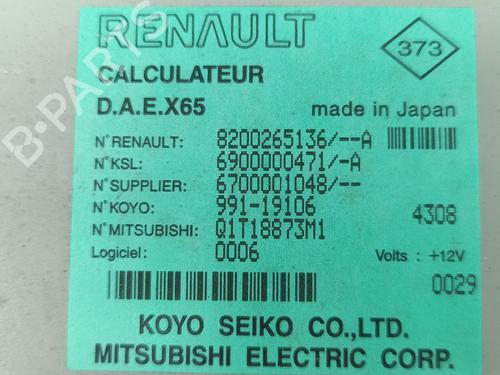 RENAULT
373
CALCULATEUR
D.A.E.X65
made in Japan
N°RENAULT: 8200265136/--A
N°KSL: 6900000471/-A
N°SUPPLIER: 6700001048/--
N°KOYO: 991-19106
4308
N°MITSUBISHI: Q1T18873M1
Logiciel: 0006
Volts : +12V
0029
KOYO SEIKO CO.,LTD.
MITSUBISHI ELECTRIC CORP.
B-PARTS